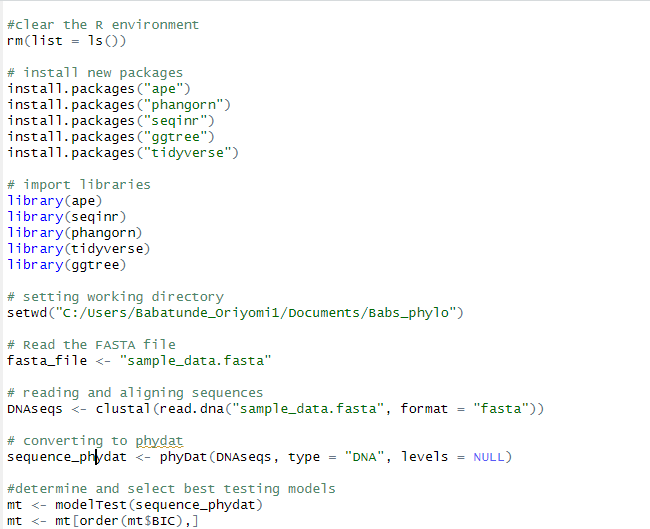 #clear the R environment
rm(list = ls())
# install new packages
install.packages("ape")
install.packages("phangorn")
install.packages("seqinr")
install.packages("ggtree")
install.packages("tidyverse")
# import libraries
library(ape)
library(seqinr)
library(phangorn)
library(tidyverse)
library(ggtree)
# setting working directory
setwd("C:/Users/Babatunde_Oriyomi1/Documents/Babs_phylo")
# Read the FASTA file
fasta_file <- "sample_data.fasta"
# reading and aligning sequences
DNAseqs <- clustal(read.dna("sample_data.fasta", format = "fasta"))
# converting to phydat
sequence_phydat <- phyDat(DNAseqs, type = "DNA", levels = NULL)
#determine and select best testing models
mt <- modelTest(sequence_phydat)
mt <- mt[order(mt$BIC),]